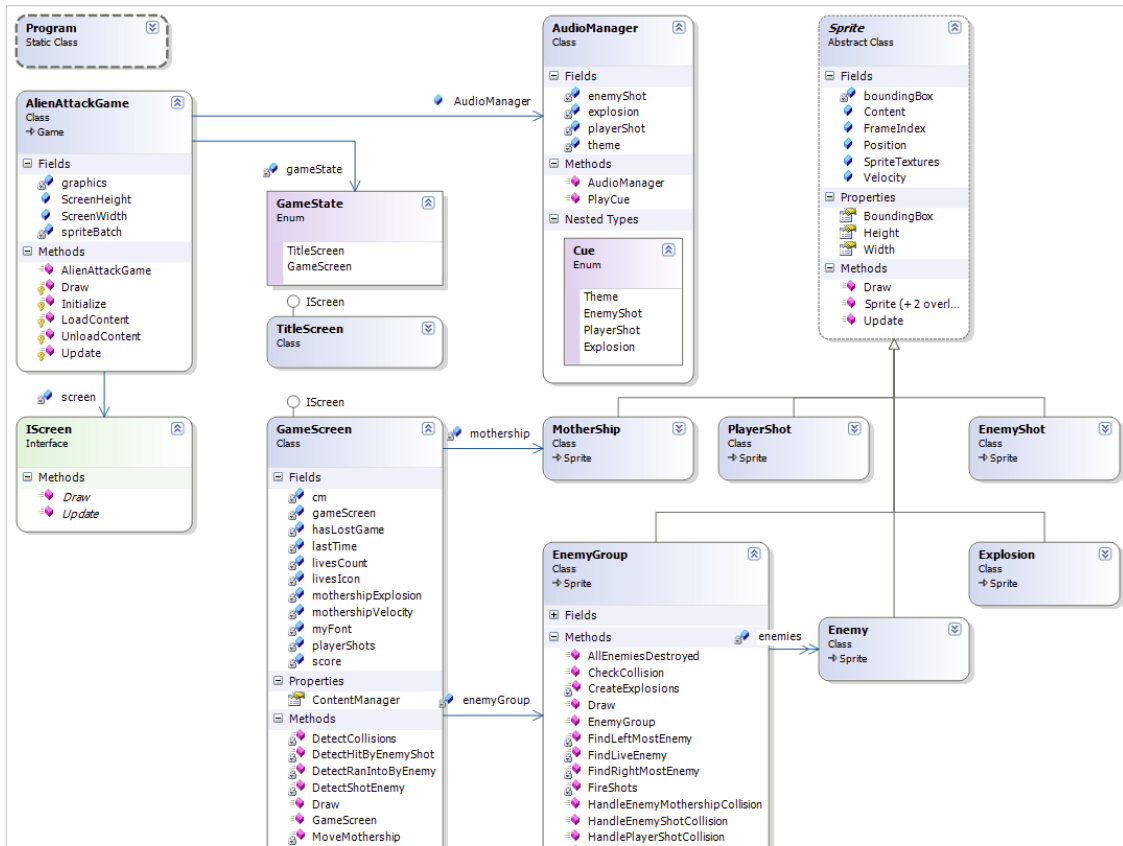 Program
Static Class
AlienAttackGame
Class
Game
Fields
graphics
ScreenHeight
ScreenWidth
spriteBatch
Methods
AlienAttackGame
Draw
Initialize
LoadContent
UnloadContent
Update
screen
IScreen
Interface
Methods
Draw
Update
AudioManager
gameState
GameState
Enum
TitleScreen
GameScreen
IScreen
TitleScreen
Class
IScreen
GameScreen
Class
Fields
cm
gameScreen
hasLostGame
lastTime
livesCount
livesIcon
mothershipExplosion
mothershipVelocity
myFont
playerShots
score
Properties
ContentManager
Methods
DetectCollisions
DetectHitByEnemyShot
DetectRanIntoByEnemy
DetectShotEnemy
Draw
GameScreen
MoveMothership
mothership
enemyGroup
AudioManager
Class
Fields
enemyShot
explosion
playerShot
theme
Methods
AudioManager
PlayCue
Nested Types
Cue
Enum
Theme
EnemyShot
PlayerShot
Explosion
Sprite
Abstract Class
Fields
boundingBox
Content
FrameIndex
Position
SpriteTextures
Velocity
Properties
BoundingBox
Height
Width
Methods
Draw
Sprite (+ 2 overl...
Update
MotherShip
Class
Sprite
PlayerShot
Class
Sprite
EnemyShot
Class
Sprite
EnemyGroup
Class
Sprite
Fields
Methods
AllEnemiesDestroyed
CheckCollision
CreateExplosions
Draw
EnemyGroup
FindLeftMostEnemy
FindLiveEnemy
FindRightMostEnemy
FireShots
HandleEnemyMothershipCollision
HandleEnemyShotCollision
HandlePlayerShotCollision
enemies
Explosion
Class
Sprite
Enemy
Class
Sprite